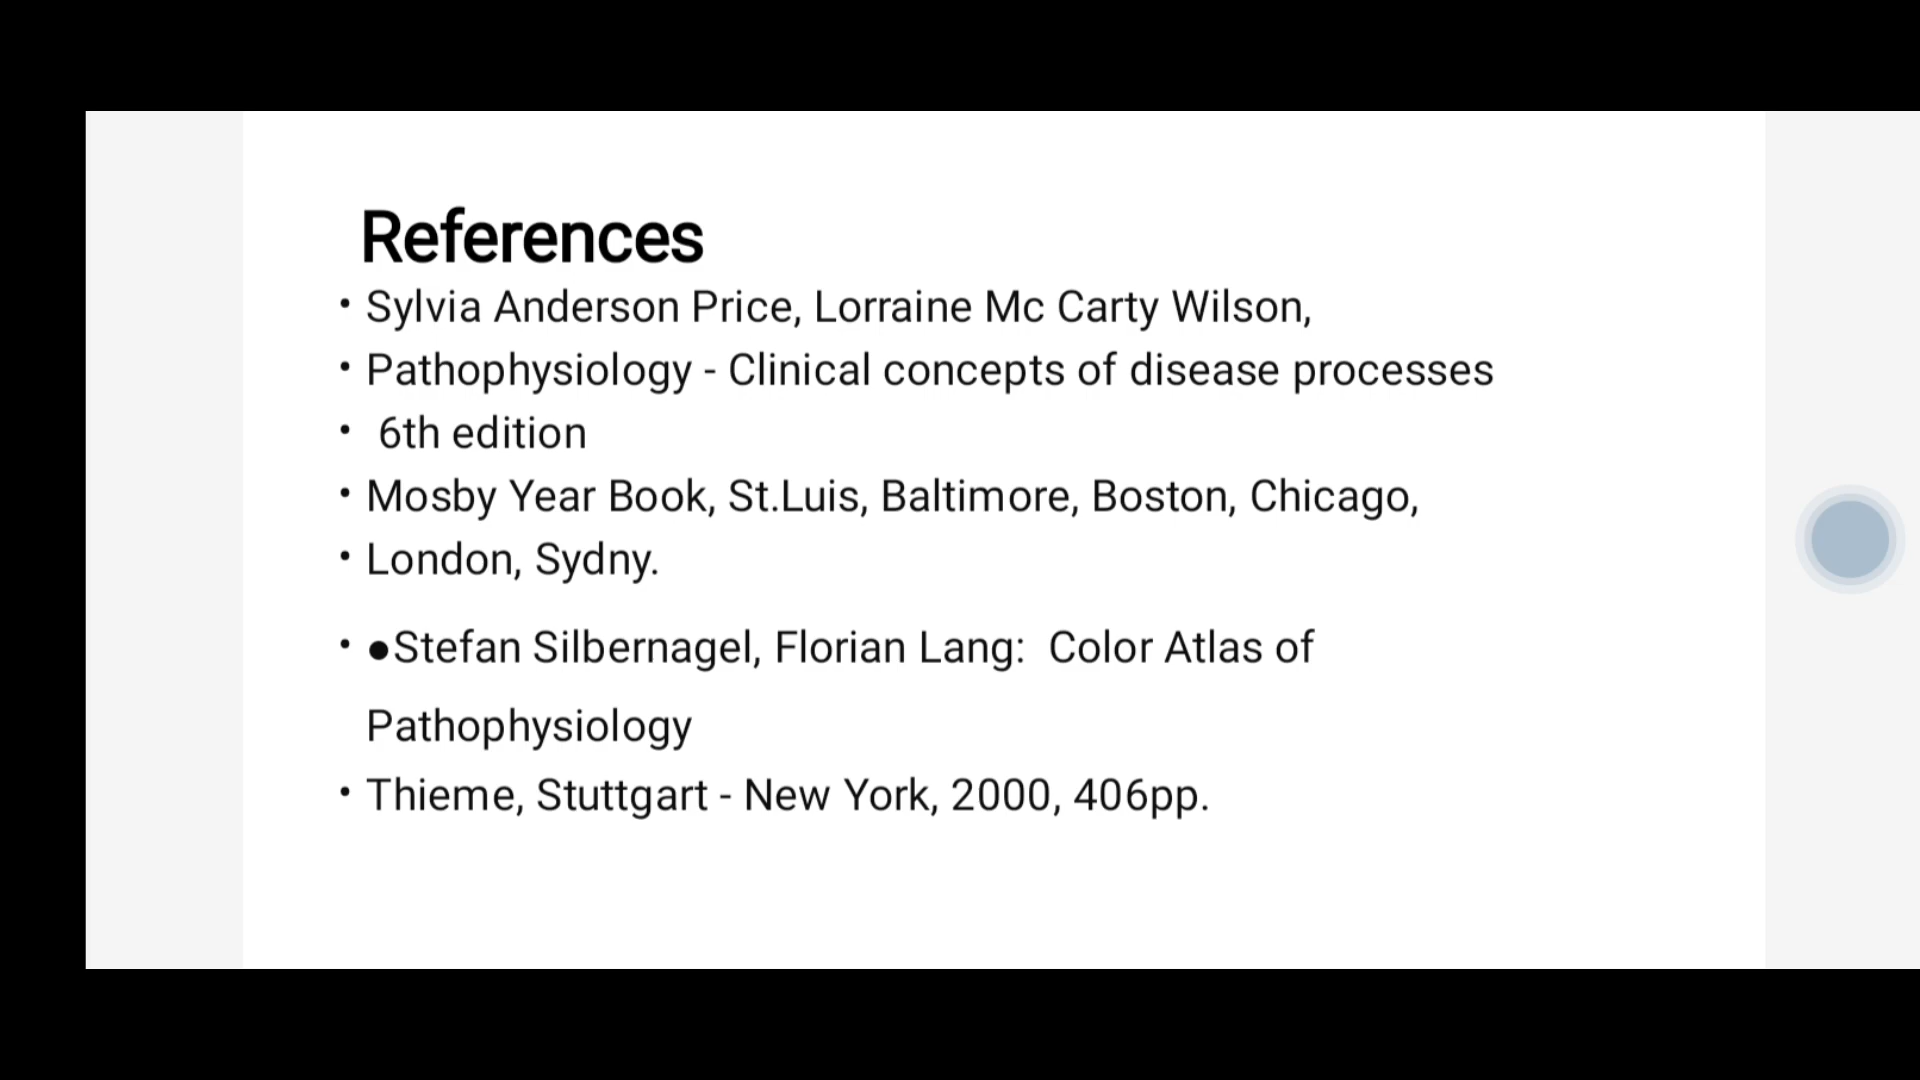 References
• Sylvia Anderson Price, Lorraine Mc Carty Wilson,
• Pathophysiology - Clinical concepts of disease processes
• 6th edition
• Mosby Year Book, St.Luis, Baltimore, Boston, Chicago,
• London, Sydny.
• ●Stefan Silbernagel, Florian Lang: Color Atlas of
Pathophysiology
• Thieme, Stuttgart - New York, 2000, 406pp.